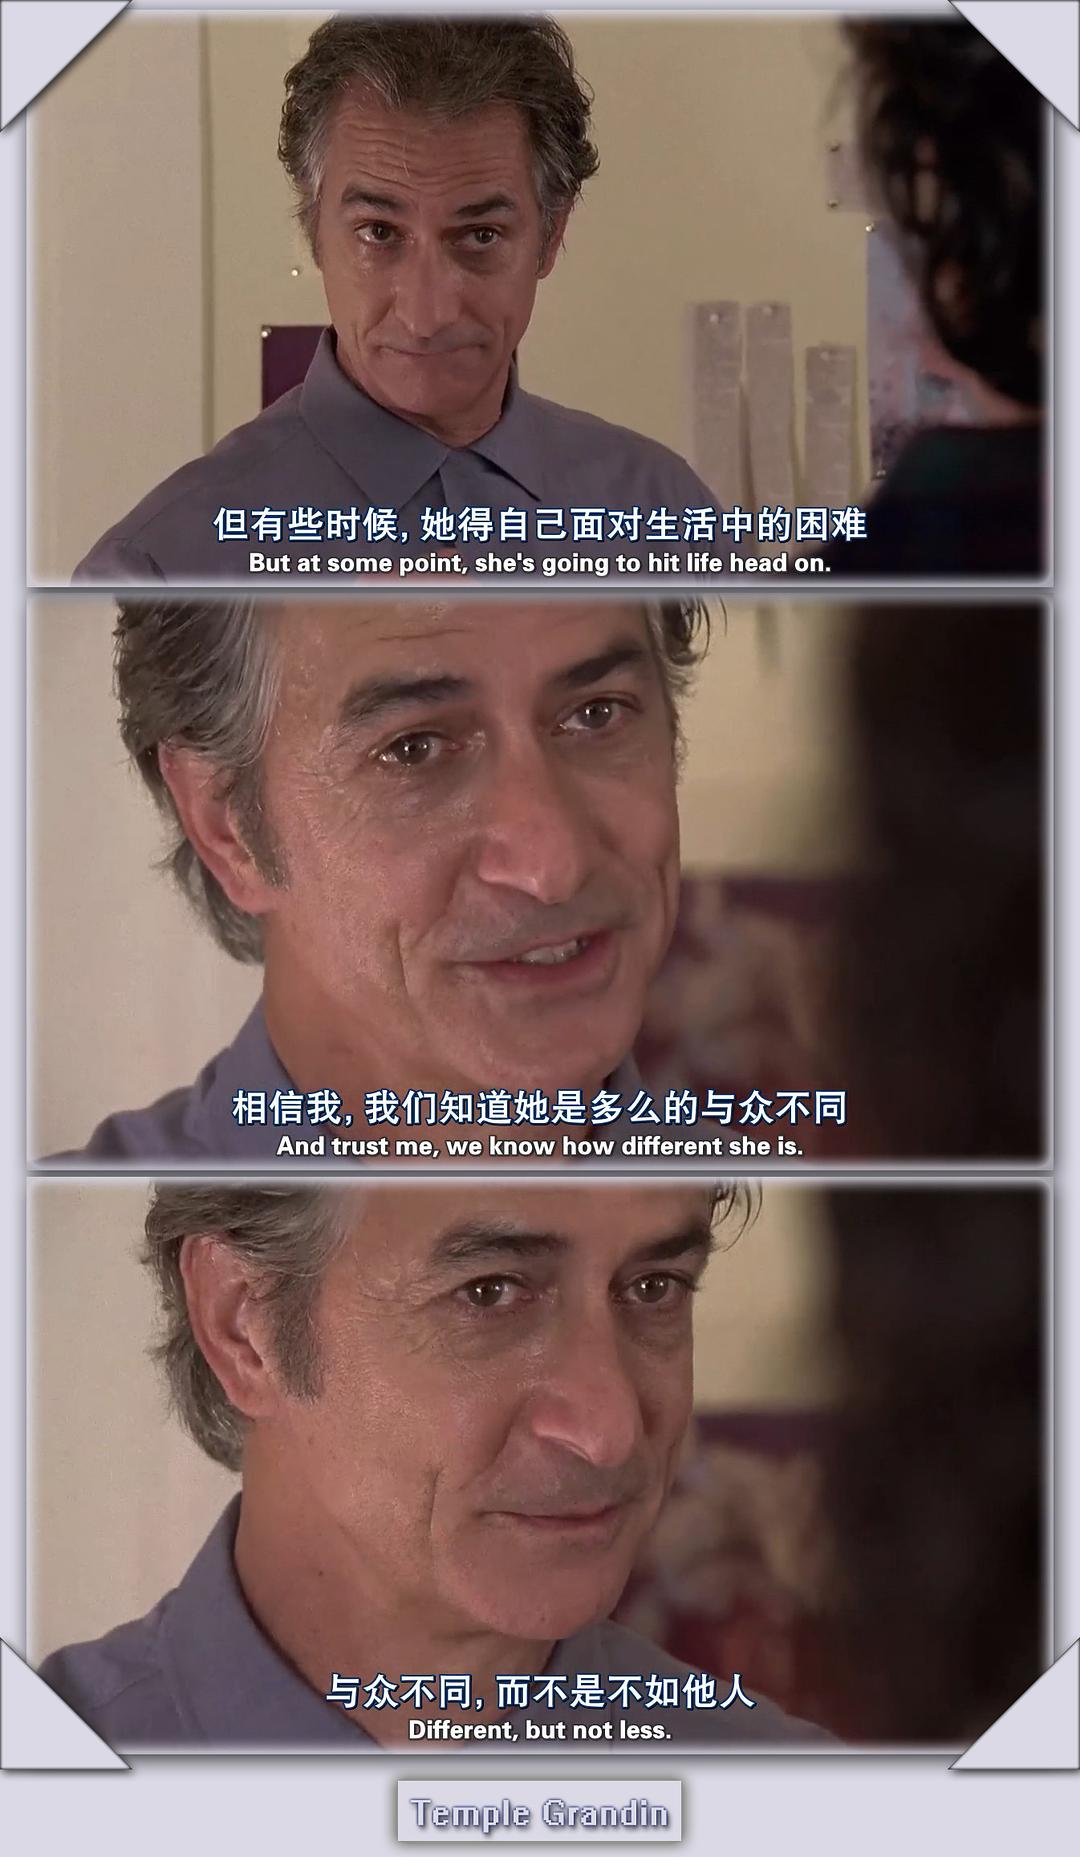 但有些时候, 她得自己面对生活中的困难
But at some point, she's going to hit life head on.
相信我, 我们知道她是多么的与众不同
And trust me, we know how different she is.
与众不同, 而不是不如他人
Different, but not less.
Temple Grandin